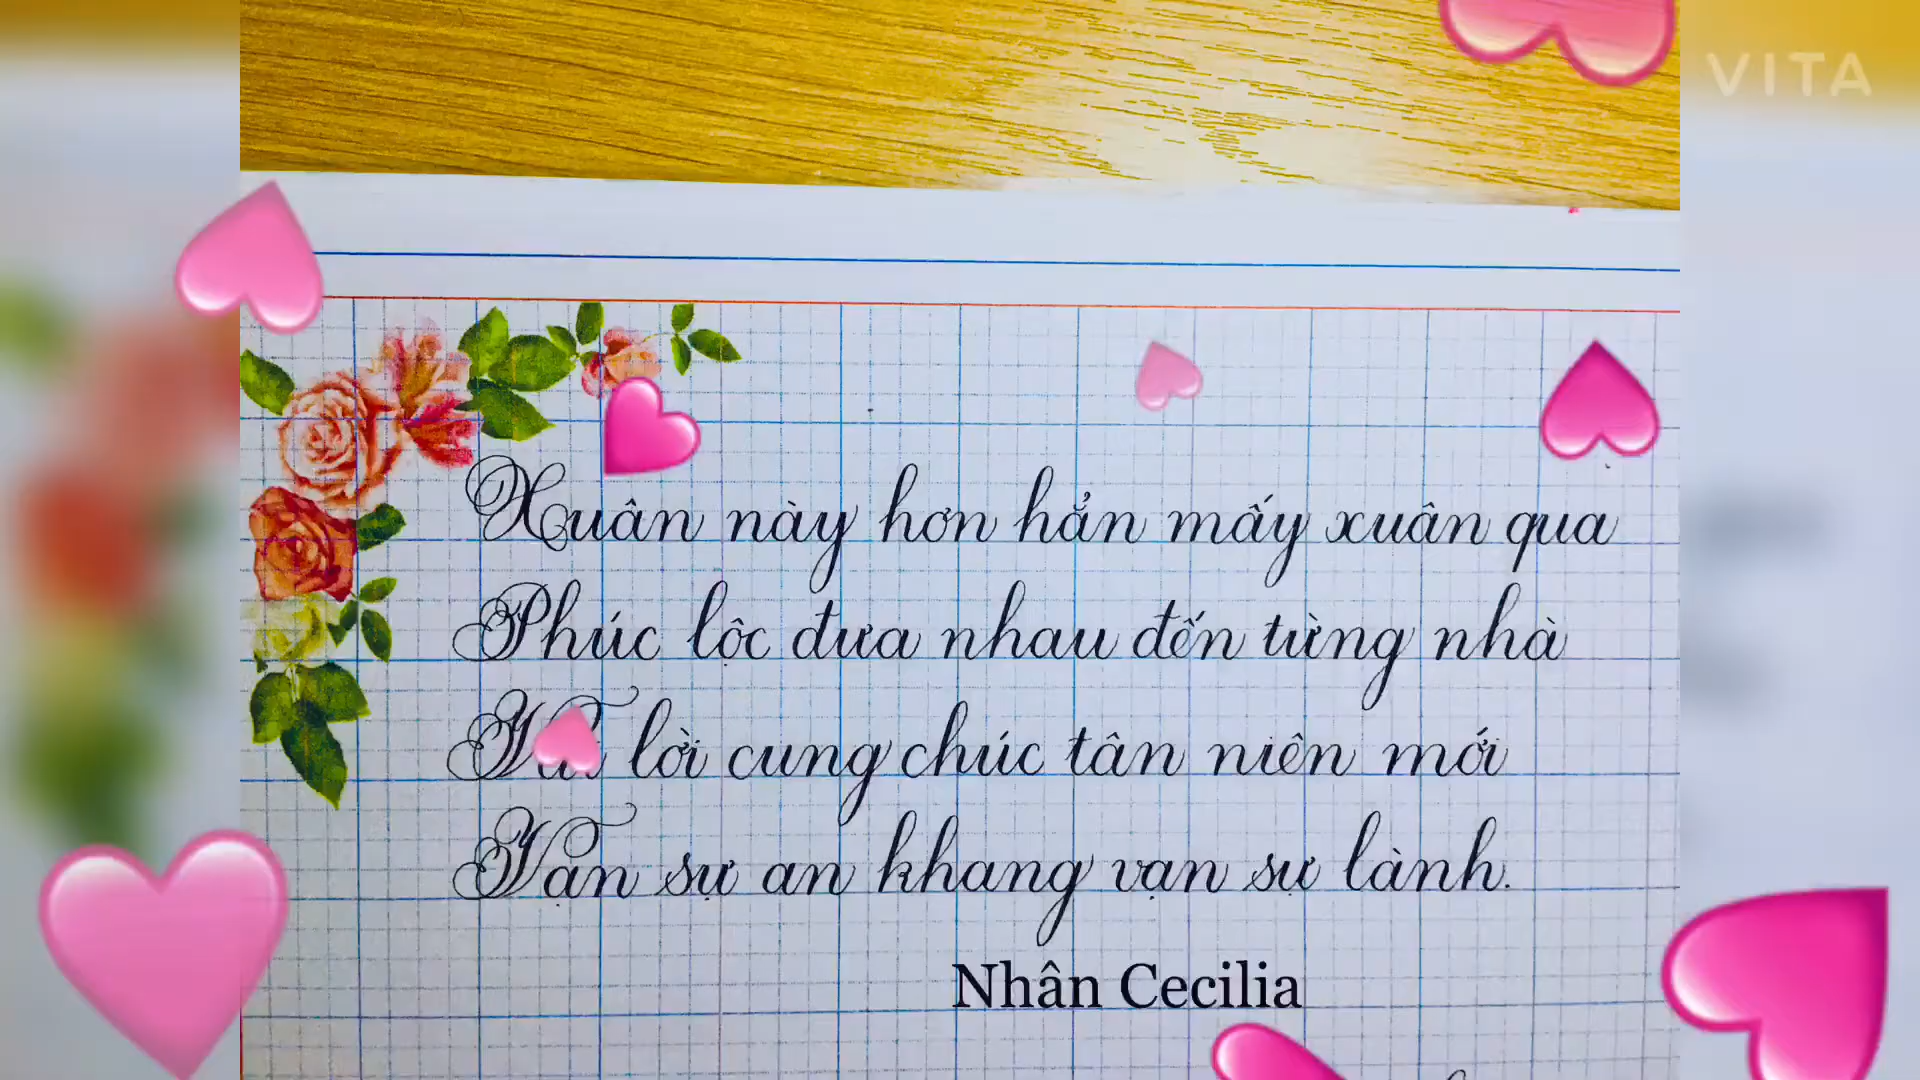 VITA
Xuân này hơn hẳn mấy xuân qua
Phúc lộc đưa nhau đến từng nhà
lời cung chúc tân niên mới
Vạn sự an khang vạn sự lành.
Nhân Cecilia